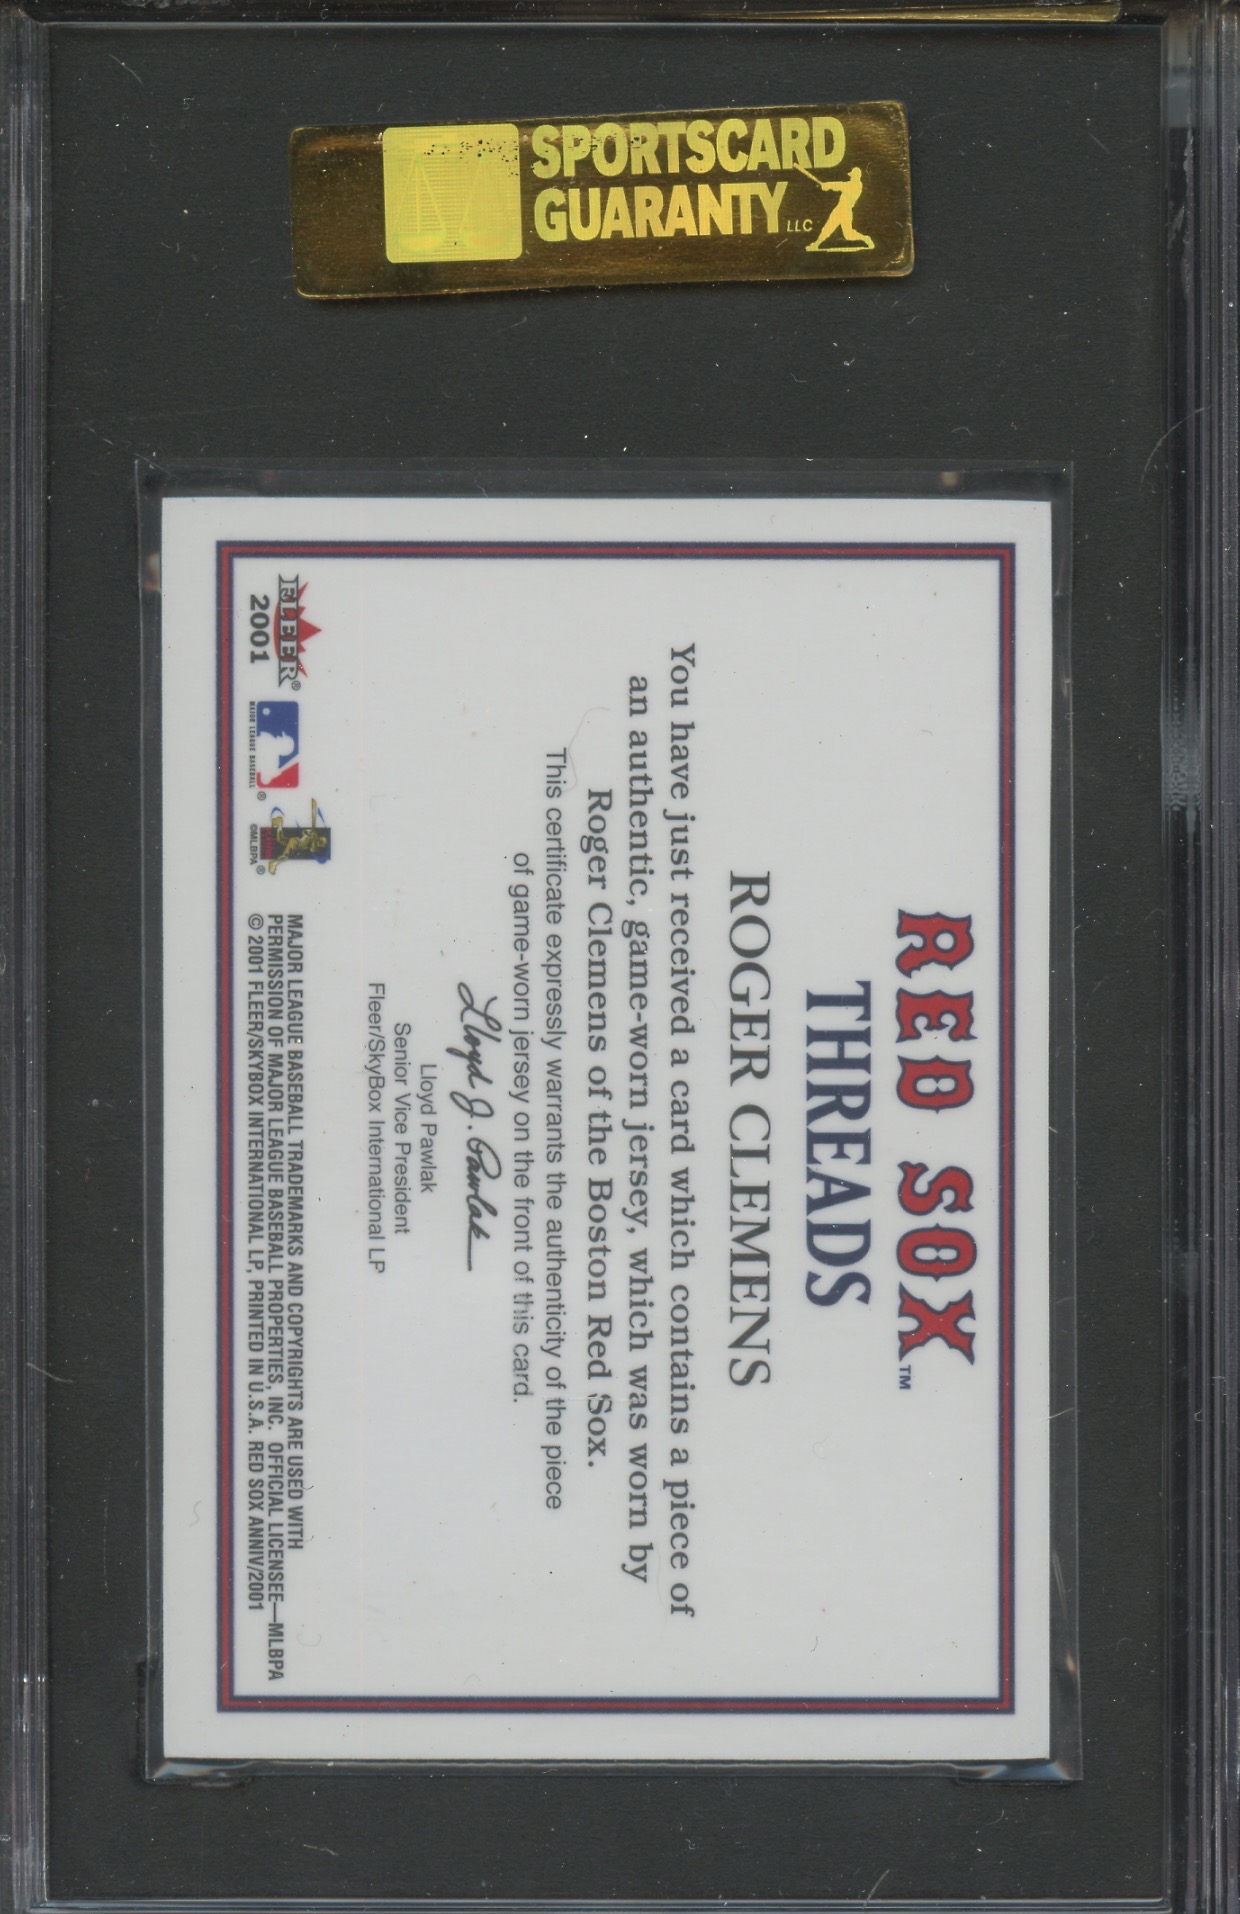 SPORTSCARD
GUARANTY LLC
RED SOX™
THREADS
ROGER CLEMENS
You have just received a card which contains a piece of
an authentic, game-worn jersey, which was worn by
Roger Clemens of the Boston Red Sox.
This certificate expressly warrants the authenticity of the piece
of game-worn jersey on the front of this card.
Lloyd J. Pawlak
Lloyd Pawlak
Senior Vice President
Fleer/SkyBox International LP
FLEER®
2001
MAJOR LEAGUE BASEBALL®
©MLBPA®
MAJOR LEAGUE BASEBALL TRADEMARKS AND COPYRIGHTS ARE USED WITH
PERMISSION OF MAJOR LEAGUE BASEBALL PROPERTIES, INC. OFFICIAL LICENSEE—MLBPA
© 2001 FLEER/SKYBOX INTERNATIONAL LP, PRINTED IN U.S.A. RED SOX ANNIV/2001